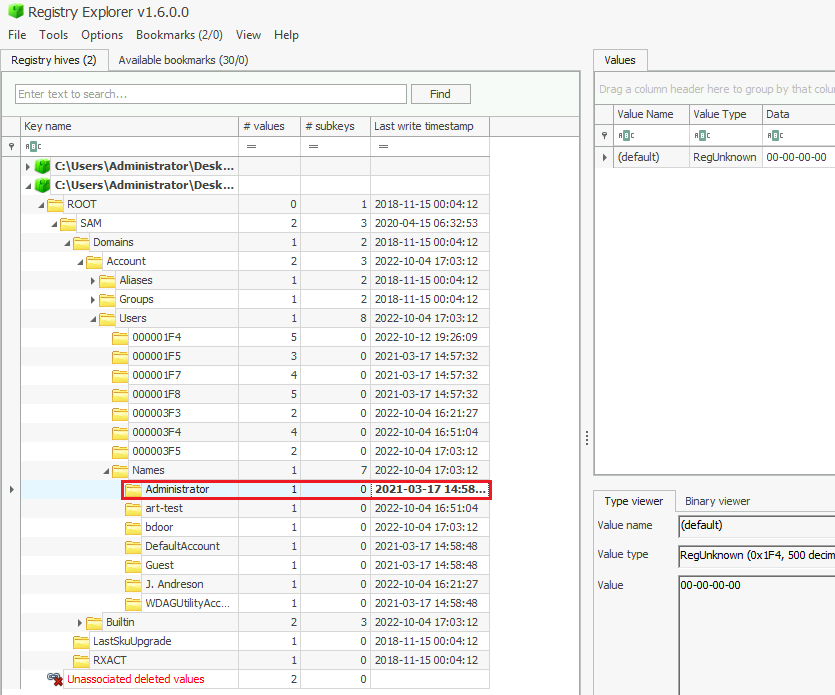 Registry Explorer v1.6.0.0
File Tools Options Bookmarks (2/0) View Help
Registry hives (2) Available bookmarks (30/0)
Enter text to search... Find
Key name # values # subkeys Last write timestamp
C:\Users\Administrator\Desk...
C:\Users\Administrator\Desk...
ROOT 0 1 2018-11-15 00:04:12
SAM 2 3 2020-04-15 06:32:53
Domains 1 2 2018-11-15 00:04:12
Account 2 3 2022-10-04 17:03:12
Aliases 1 2 2018-11-15 00:04:12
Groups 1 2 2018-11-15 00:04:12
Users 1 8 2022-10-04 17:03:12
000001F4 5 0 2022-10-12 19:26:09
000001F5 3 0 2021-03-17 14:57:32
000001F7 4 0 2021-03-17 14:57:32
000001F8 5 0 2021-03-17 14:57:32
000003F3 2 0 2022-10-04 16:21:27
000003F4 4 0 2022-10-04 16:51:04
000003F5 2 0 2022-10-04 17:03:12
Names 1 7 2022-10-04 17:03:12
Administrator 1 0 2021-03-17 14:58...
art-test 1 0 2022-10-04 16:51:04
bdoor 1 0 2022-10-04 17:03:12
DefaultAccount 1 0 2021-03-17 14:58:48
Guest 1 0 2021-03-17 14:58:48
J. Andreson 1 0 2022-10-04 16:21:27
WDAGUtilityAcc... 1 0 2021-03-17 14:58:48
Builtin 2 3 2022-10-04 17:03:12
LastSkuUpgrade 1 0 2018-11-15 00:04:12
RXACT 1 0 2018-11-15 00:04:12
Unassociated deleted values 2 0
Values
Drag a column header here to group by that colu
Value Name Value Type Data
(default) RegUnknown 00-00-00-00
Type viewer Binary viewer
Value name (default)
Value type RegUnknown (0x1F4, 500 decim
Value 00-00-00-00